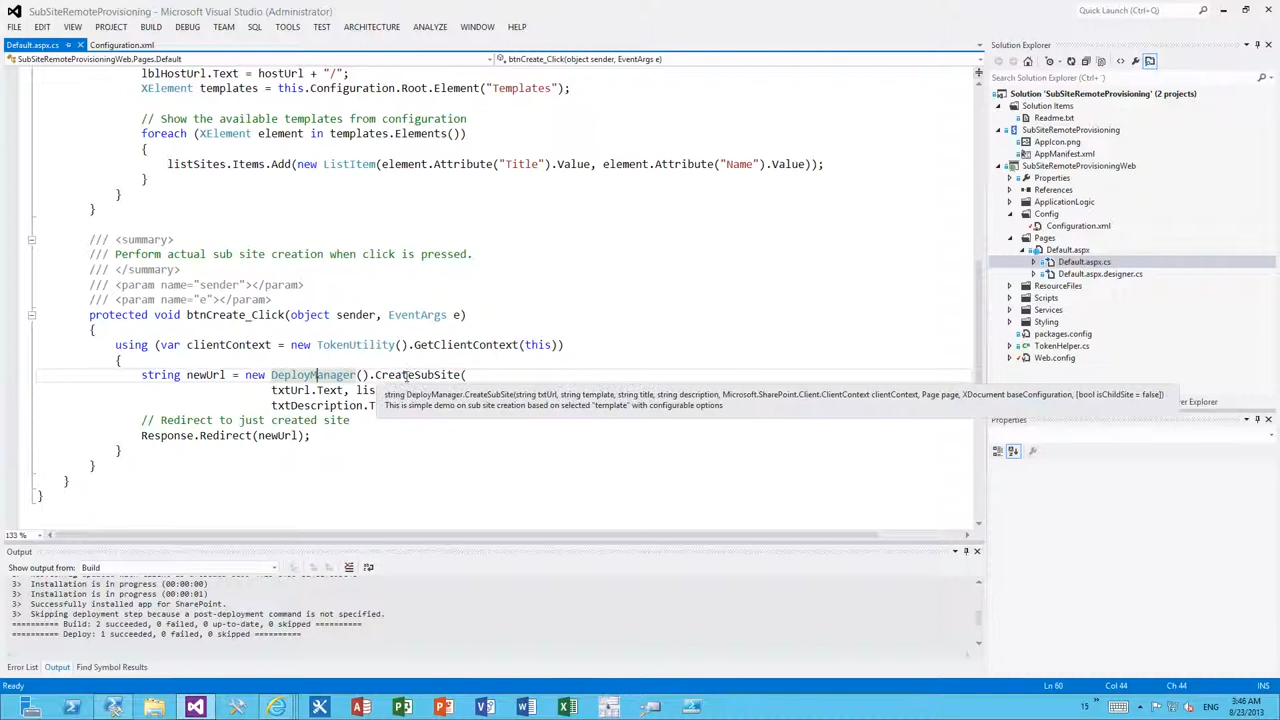 SubSiteRemoteProvisioning - Microsoft Visual Studio (Administrator)
Quick Launch (Ctrl+Q)
FILE EDIT VIEW PROJECT BUILD DEBUG TEAM SQL TOOLS TEST ARCHITECTURE ANALYZE WINDOW HELP
Default.aspx.cs Configuration.xml
SubSiteRemoteProvisioningWeb.Pages.Default
btnCreate_Click(object sender, EventArgs e)
lblHostUrl.Text = hostUrl + "/";
XElement templates = this.Configuration.Root.Element("Templates");
// Show the available templates from configuration
foreach (XElement element in templates.Elements())
{
listSites.Items.Add(new ListItem(element.Attribute("Title").Value, element.Attribute("Name").Value));
}
}
}
/// <summary>
/// Perform actual sub site creation when click is pressed.
/// </summary>
/// <param name="sender"></param>
/// <param name="e"></param>
protected void btnCreate_Click(object sender, EventArgs e)
{
using (var clientContext = new TokenUtility().GetClientContext(this))
{
string newUrl = new DeployManager().CreateSubSite(
txtUrl.Text, lis
txtDescription.T
string DeployManager.CreateSubSite(string txtUrl, string template, string title, string description, Microsoft.SharePoint.Client.ClientContext clientContext, Page page, XDocument baseConfiguration, [bool isChildSite = false])
This is simple demo on sub site creation based on selected "template" with configurable options
// Redirect to just created site
Response.Redirect(newUrl);
}
}
}
}
133 %
Output
Show output from: Build
3> Installation is in progress (00:00:00)
3> Installation is in progress (00:00:01)
3> Successfully installed app for SharePoint.
3> Skipping deployment step because a post-deployment command is not specified.
========== Build: 2 succeeded, 0 failed, 0 up-to-date, 0 skipped ==========
========== Deploy: 1 succeeded, 0 failed, 0 skipped ==========
Error List Output Find Symbol Results
Solution Explorer
Search Solution Explorer (Ctrl+
Solution 'SubSiteRemoteProvisioning' (2 projects)
Solution Items
Readme.txt
SubSiteRemoteProvisioning
AppIcon.png
AppManifest.xml
SubSiteRemoteProvisioningWeb
Properties
References
ApplicationLogic
Config
Configuration.xml
Pages
Default.aspx
Default.aspx.cs
Default.aspx.designer.cs
ResourceFiles
Scripts
Services
Styling
packages.config
TokenHelper.cs
Web.config
Explorer
Properties
Ready
Ln 60 Col 44 Ch 44 INS
15 ENG
3:46 AM
8/23/2013